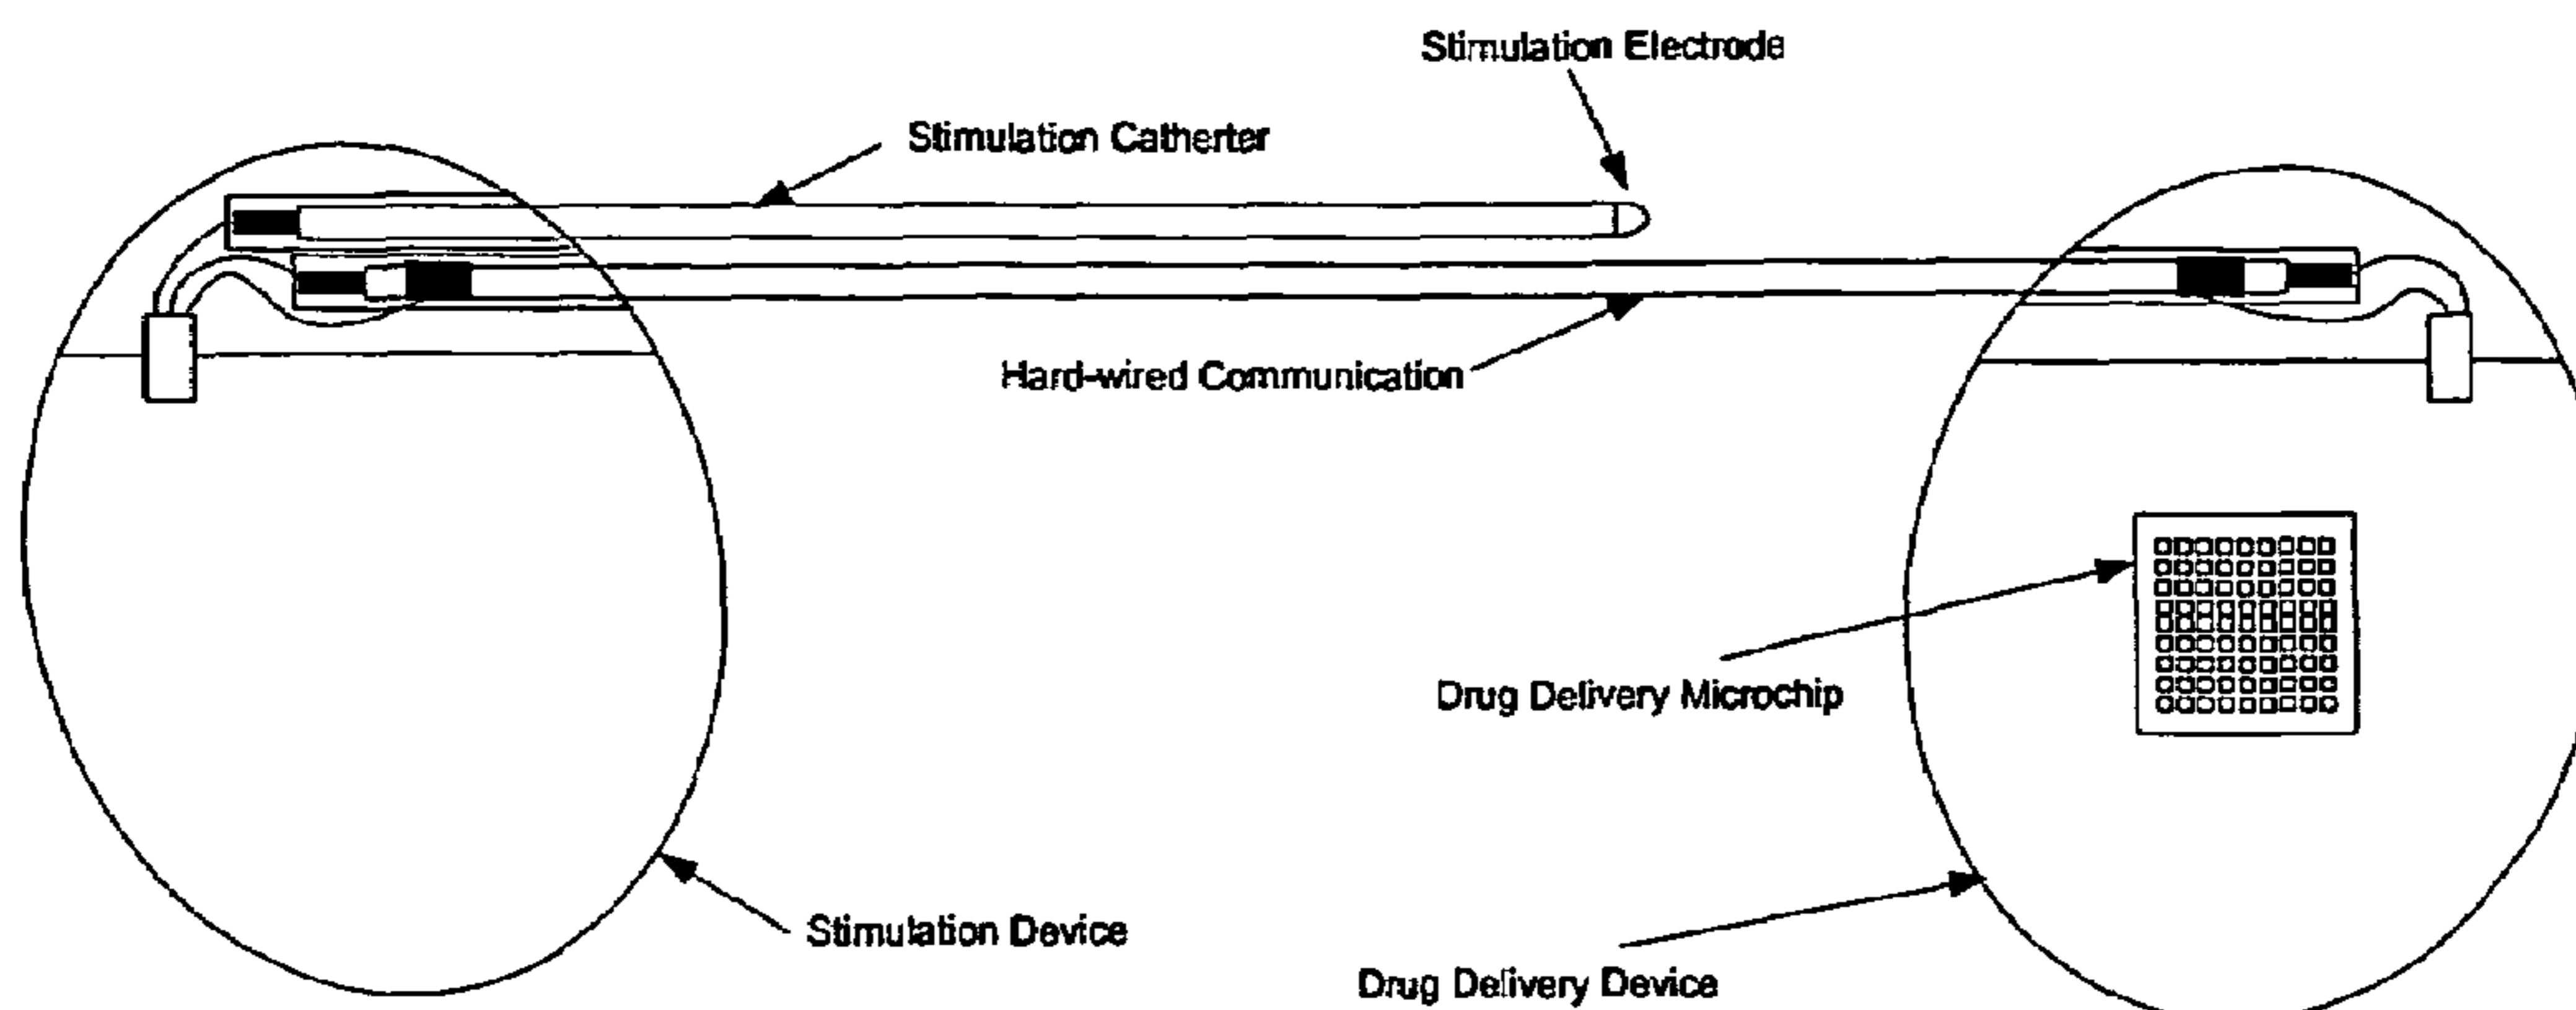 Stimulation Electrode
Stimulation Catherter
Hard-wired Communication
Drug Delivery Microchip
Stimulation Device
Drug Delivery Device